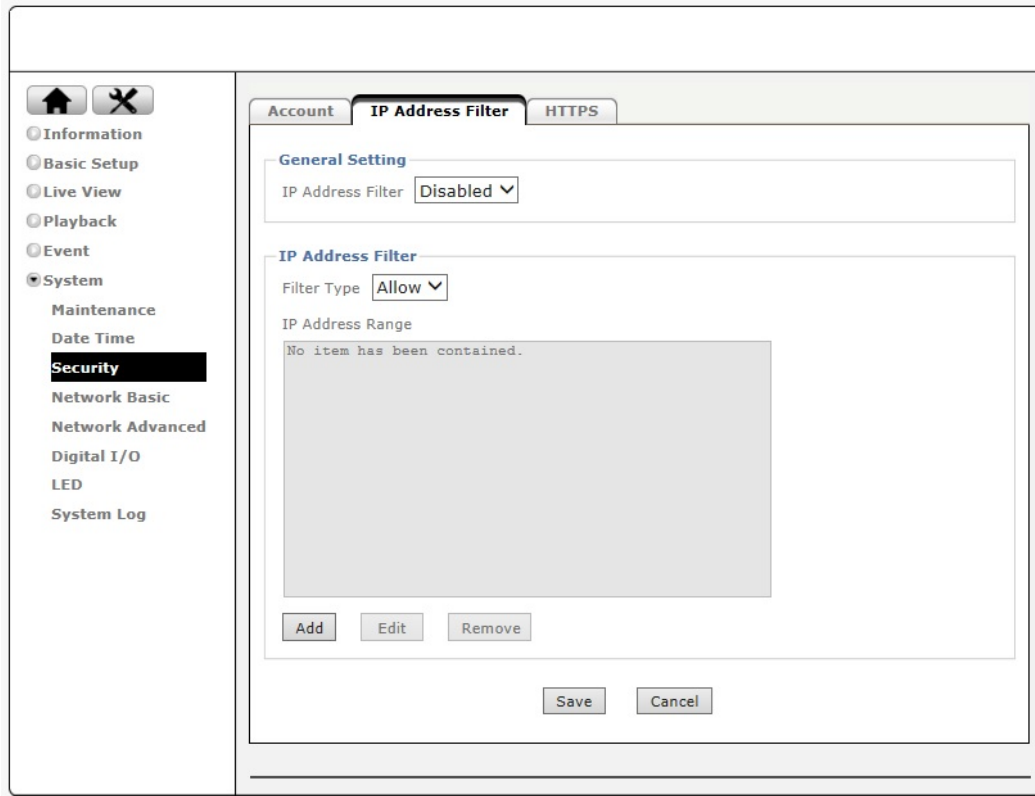 Information
Basic Setup
Live View
Playback
Event
System
Maintenance
Date Time
Security
Network Basic
Network Advanced
Digital I/O
LED
System Log
Account IP Address Filter HTTPS
General Setting
IP Address Filter Disabled
IP Address Filter
Filter Type Allow
IP Address Range
No item has been contained.
Add Edit Remove
Save Cancel